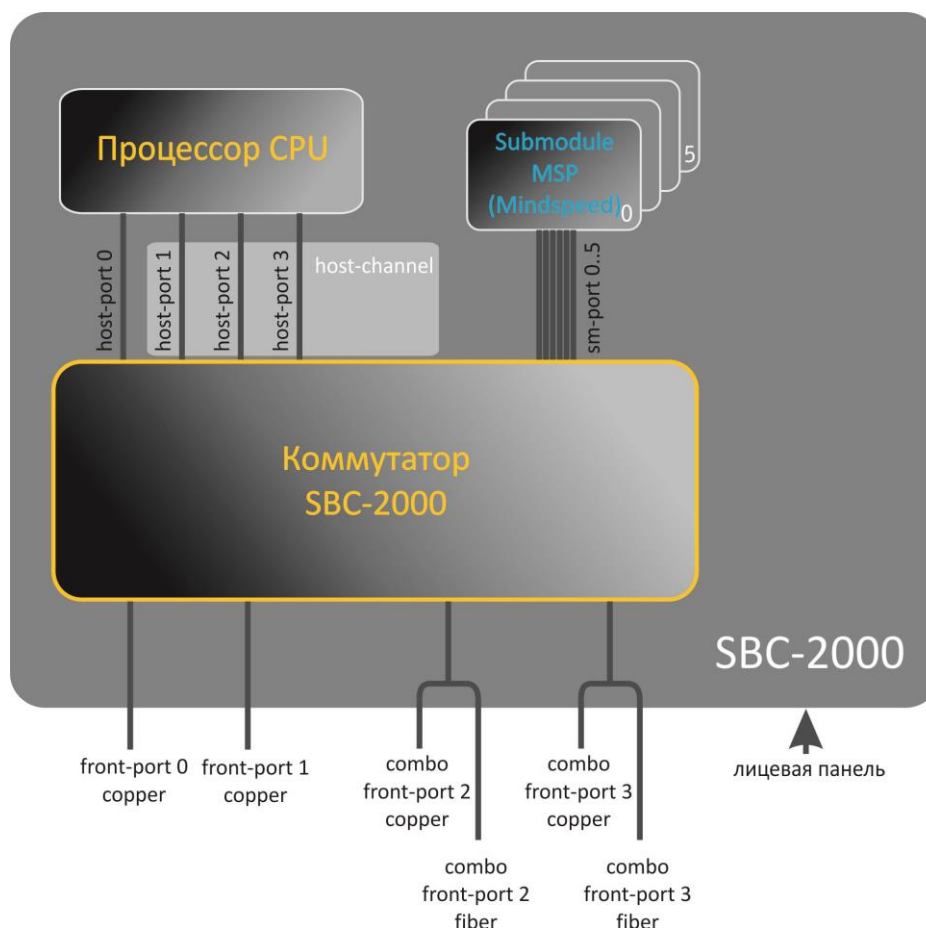 Процессор CPU
Submodule
MSP
(Mindspeed)
0
5
host-port 0
host-port 1
host-port 2
host-port 3
host-channel
sm-port 0..5
Коммутатор
SBC-2000
SBC-2000
front-port 0
copper
front-port 1
copper
combo
front-port 2
copper
combo
front-port 3
copper
лицевая панель
combo
front-port 2
fiber
combo
front-port 3
fiber